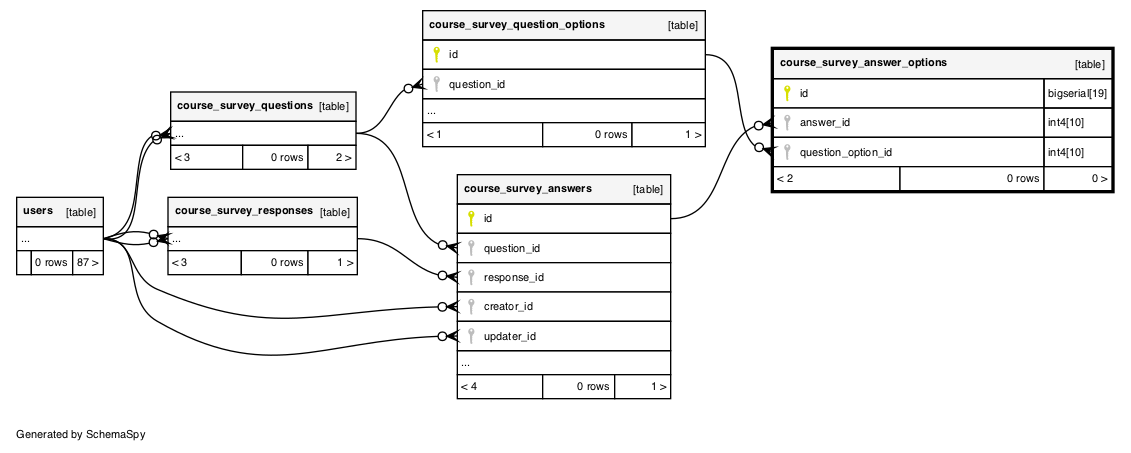 course_survey_question_options [table]
id
question_id
...
< 1 0 rows 1 >
course_survey_answer_options [table]
id bigserial[19]
answer_id int4[10]
question_option_id int4[10]
< 2 0 rows 0 >
course_survey_questions [table]
...
< 3 0 rows 2 >
course_survey_answers [table]
id
question_id
response_id
creator_id
updater_id
...
< 4 0 rows 1 >
users [table]
...
0 rows 87 >
course_survey_responses [table]
...
< 3 0 rows 1 >
Generated by SchemaSpy